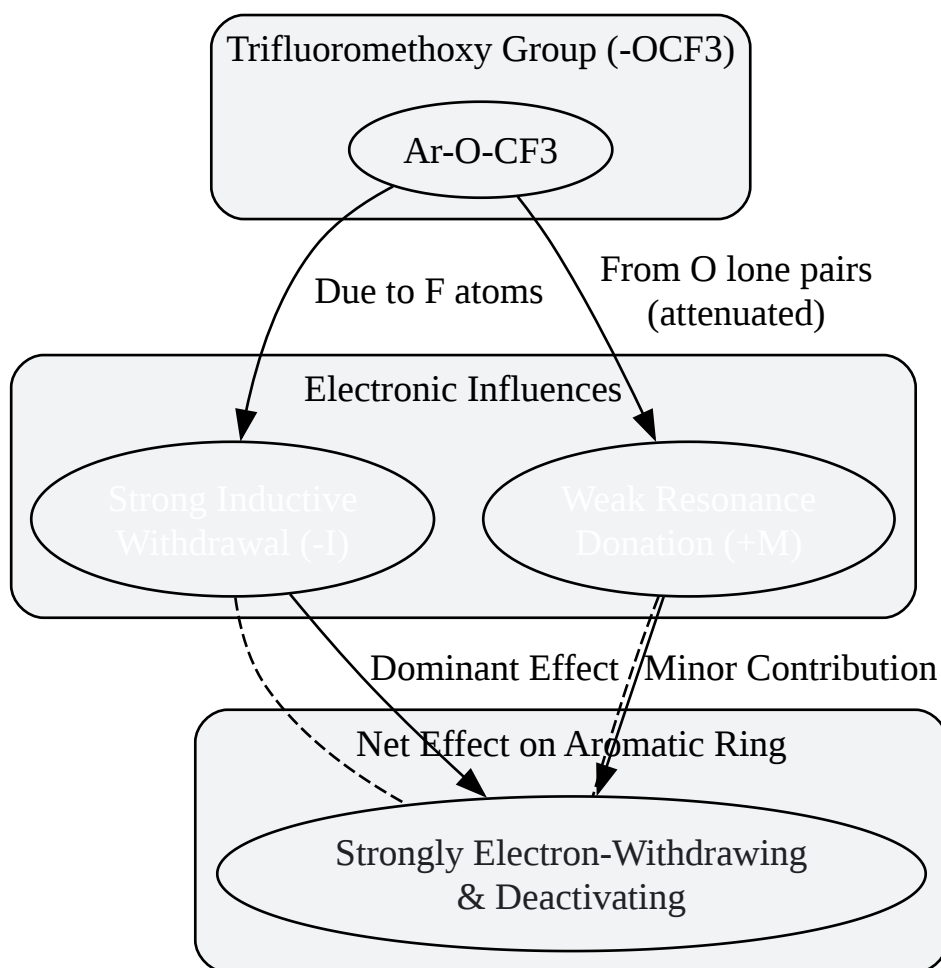 Trifluoromethoxy Group (-OCF3)
Ar-O-CF3
Due to F atoms
From O lone pairs
(attenuated)
Electronic Influences
Strong Inductive
Withdrawal (-I)
Weak Resonance
Donation (+M)
Dominant Effect
Minor Contribution
Net Effect on Aromatic Ring
Strongly Electron-Withdrawing
& Deactivating